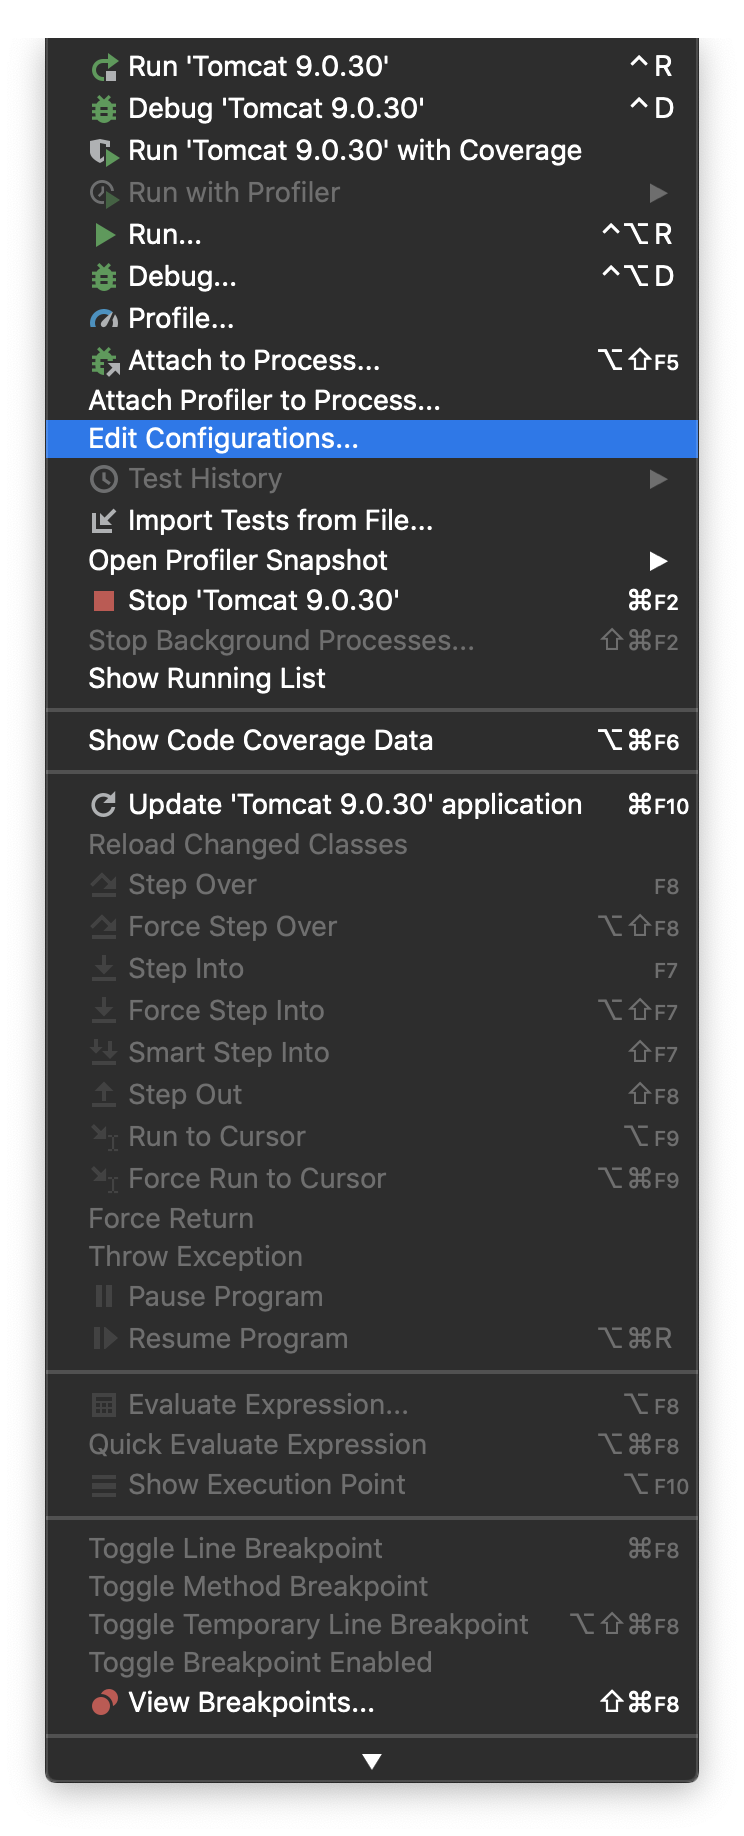 Run 'Tomcat 9.0.30' ⌃R
Debug 'Tomcat 9.0.30' ⌃D
Run 'Tomcat 9.0.30' with Coverage
Run with Profiler ▶
Run... ⌃⌥R
Debug... ⌃⌥D
Profile...
Attach to Process... ⌥⇧F5
Attach Profiler to Process...
Edit Configurations...
Test History ▶
Import Tests from File...
Open Profiler Snapshot ▶
Stop 'Tomcat 9.0.30' ⌘F2
Stop Background Processes... ⇧⌘F2
Show Running List
Show Code Coverage Data ⌥⌘F6
Update 'Tomcat 9.0.30' application ⌘F10
Reload Changed Classes
Step Over F8
Force Step Over ⌥⇧F8
Step Into F7
Force Step Into ⌥⇧F7
Smart Step Into ⇧F7
Step Out ⇧F8
Run to Cursor ⌥F9
Force Run to Cursor ⌥⌘F9
Force Return
Throw Exception
Pause Program
Resume Program ⌥⌘R
Evaluate Expression... ⌥F8
Quick Evaluate Expression ⌥⌘F8
Show Execution Point ⌥F10
Toggle Line Breakpoint ⌘F8
Toggle Method Breakpoint
Toggle Temporary Line Breakpoint ⌥⇧⌘F8
Toggle Breakpoint Enabled
View Breakpoints... ⇧⌘F8